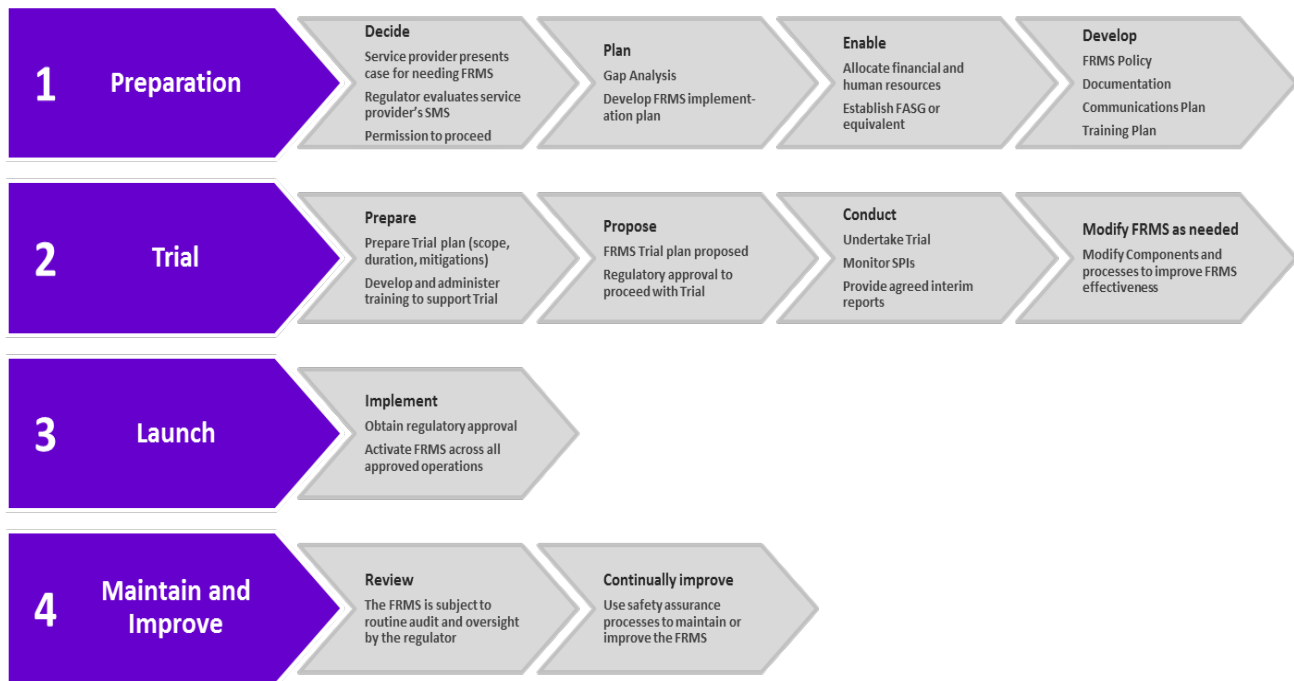 1
Preparation
Decide
Service provider presents
case for needing FRMS
Regulator evaluates service
provider's SMS
Permission to proceed
Plan
Gap Analysis
Develop FRMS implement-
ation plan
Enable
Allocate financial and
human resources
Establish FASG or
equivalent
Develop
FRMS Policy
Documentation
Communications Plan
Training Plan
2
Trial
Prepare
Prepare Trial plan (scope,
duration, mitigations)
Develop and administer
training to support Trial
Propose
FRMS Trial plan proposed
Regulatory approval to
proceed with Trial
Conduct
Undertake Trial
Monitor SPIs
Provide agreed interim
reports
Modify FRMS as needed
Modify Components and
processes to improve FRMS
effectiveness
3
Launch
Implement
Obtain regulatory approval
Activate FRMS across all
approved operations
4
Maintain and
Improve
Review
The FRMS is subject to
routine audit and oversight
by the regulator
Continually improve
Use safety assurance
processes to maintain or
improve the FRMS